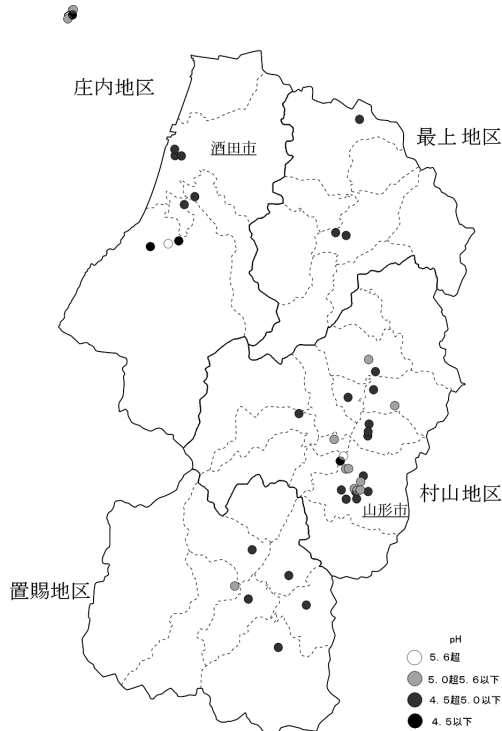 庄内地区
最上地区
酒田市
村山地区
山形市
置賜地区
pH
5.6超
5.0超5.6以下
4.5超5.0以下
4.5以下